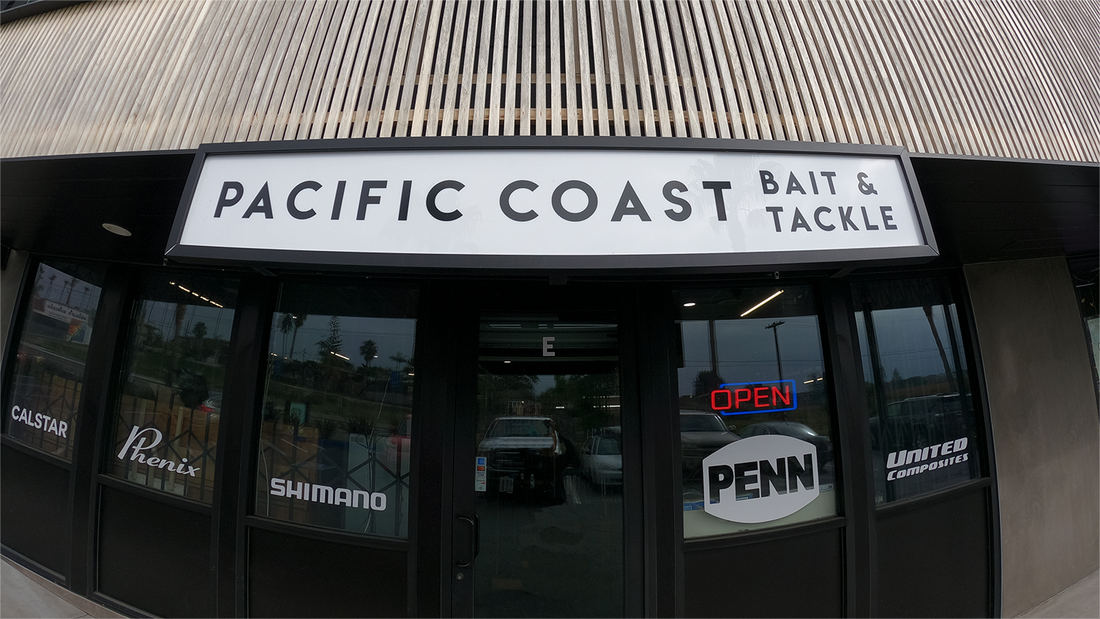 PACIFIC COAST
BAIT &
TACKLE
E
OPEN
CALSTAR
Phenix
SHIMANO
PENN
UNITED
COMPOSITES